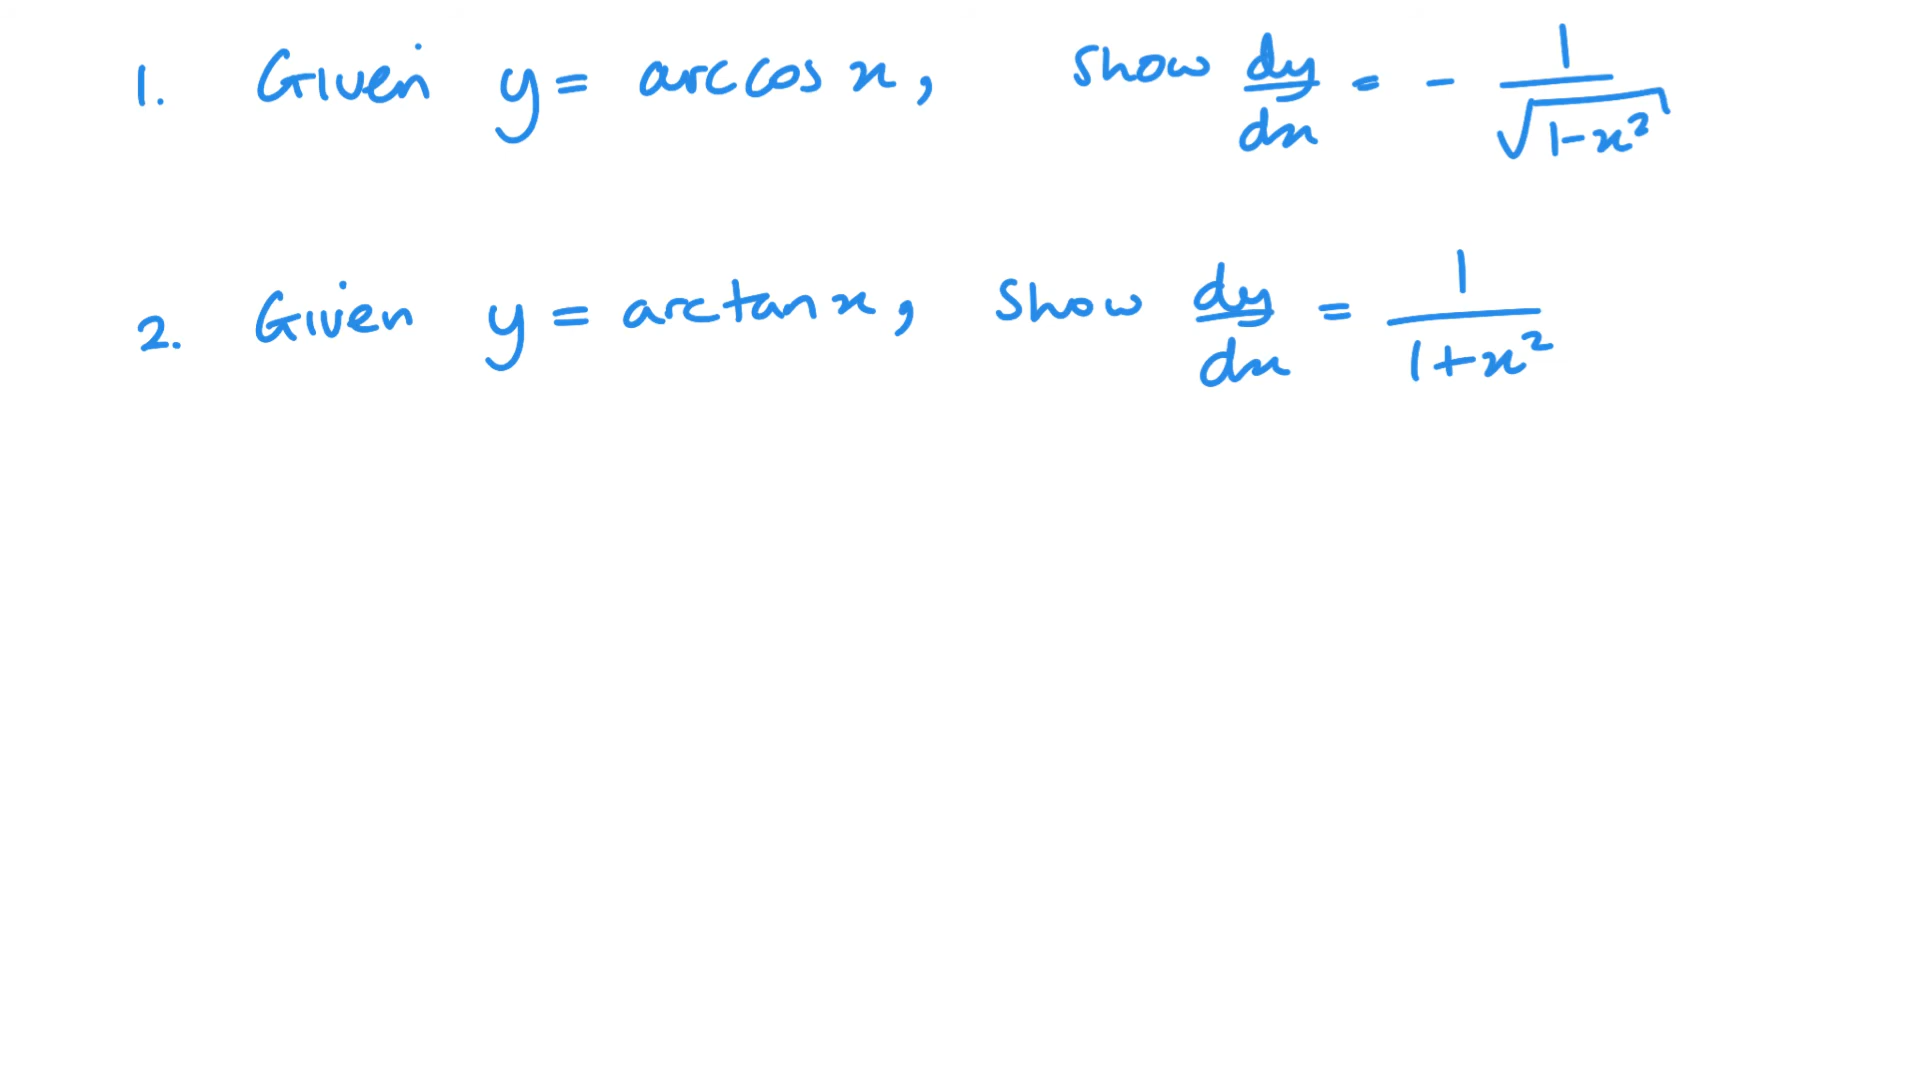 1. Given y = arccos x, show dy/dx = - 1/√(1-x²)
2. Given y = arctan x, show dy/dx = 1/(1+x²)